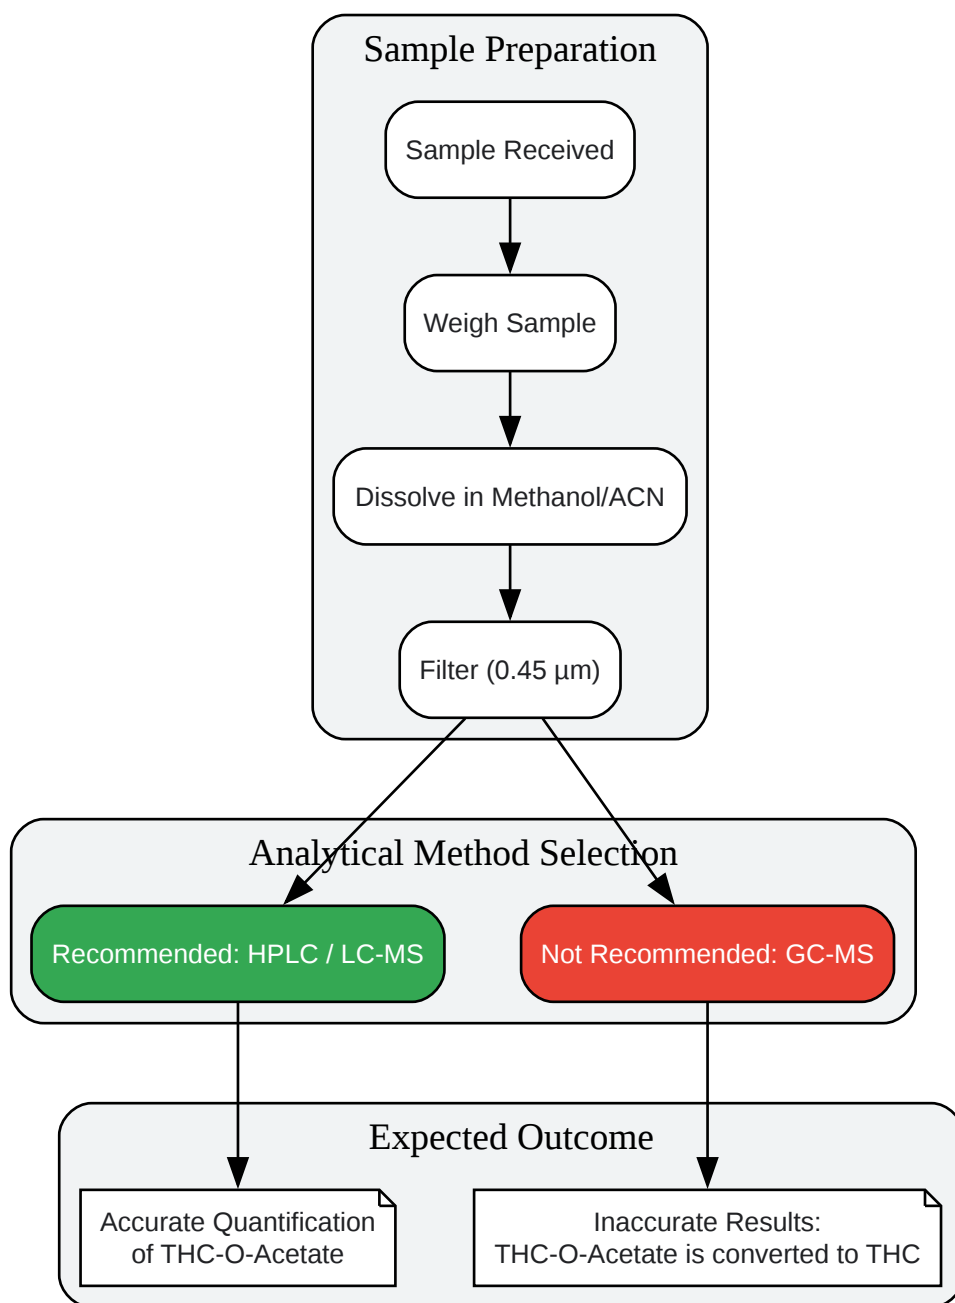 Sample Preparation
Sample Received
Weigh Sample
Dissolve in Methanol/ACN
Filter (0.45 µm)
Analytical Method Selection
Recommended: HPLC / LC-MS
Not Recommended: GC-MS
Expected Outcome
Accurate Quantification
of THC-O-Acetate
Inaccurate Results:
THC-O-Acetate is converted to THC